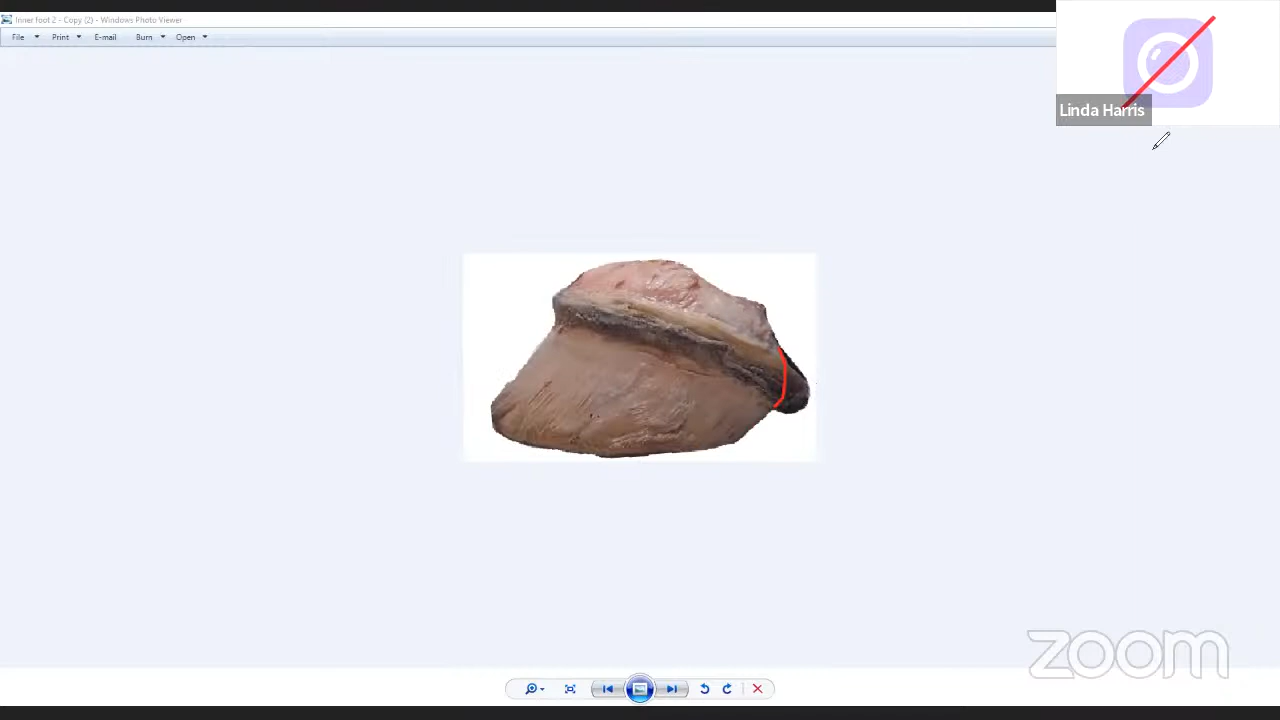 Inner foot 2 - Copy (2) - Windows Photo Viewer
File Print E-mail Burn Open
Linda Harris
zoom